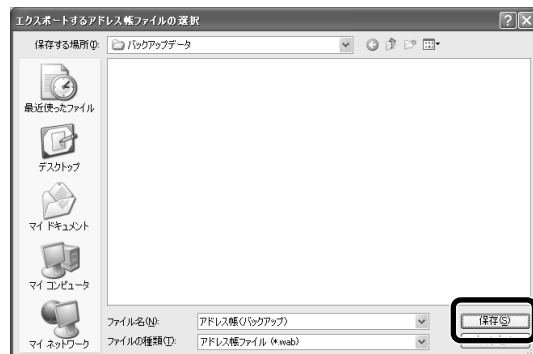 エクスポートするアドレス帳ファイルの選択
保存する場所(I):
バックアップデータ
最近使ったファイル
デスクトップ
マイ ドキュメント
マイ コンピュータ
マイ ネットワーク
ファイル名(N):
アドレス帳(バックアップ)
保存(S)
ファイルの種類(T):
アドレス帳ファイル (*.wab)